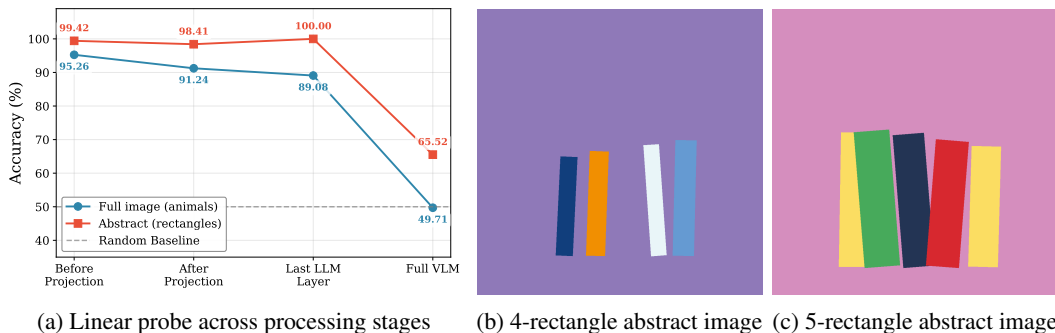 Accuracy (%)
100
90
80
70
60
50
40
99.42
98.41
100.00
95.26
91.24
89.08
65.52
49.71
Full image (animals)
Abstract (rectangles)
Random Baseline
Before
Projection
After
Projection
Last LLM
Layer
Full VLM
(a) Linear probe across processing stages
(b) 4-rectangle abstract image
(c) 5-rectangle abstract image